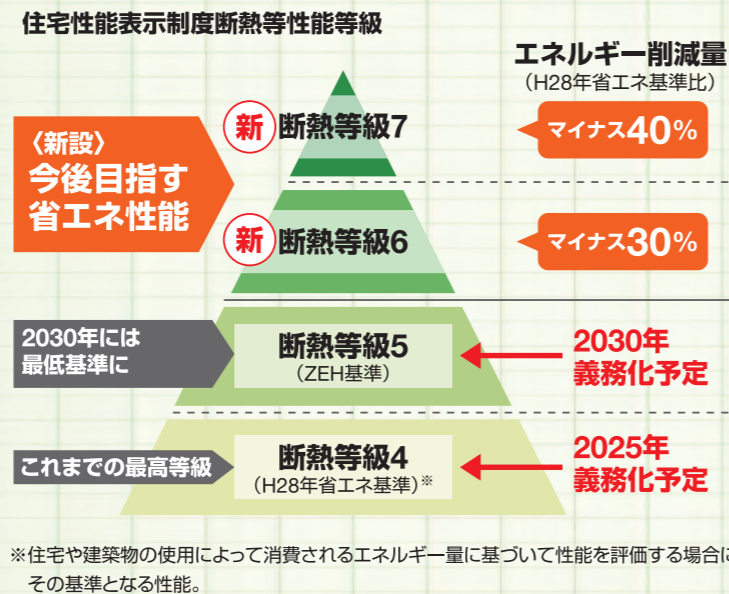 住宅性能表示制度断熱等性能等級
エネルギー削減量
（H28年省エネ基準比）
〈新設〉
今後目指す
省エネ性能
新 断熱等級7
マイナス40%
新 断熱等級6
マイナス30%
2030年には
最低基準に
断熱等級5
（ZEH基準）
2030年
義務化予定
これまでの最高等級
断熱等級4
（H28年省エネ基準）※
2025年
義務化予定
※住宅や建築物の使用によって消費されるエネルギー量に基づいて性能を評価する場合に
その基準となる性能。